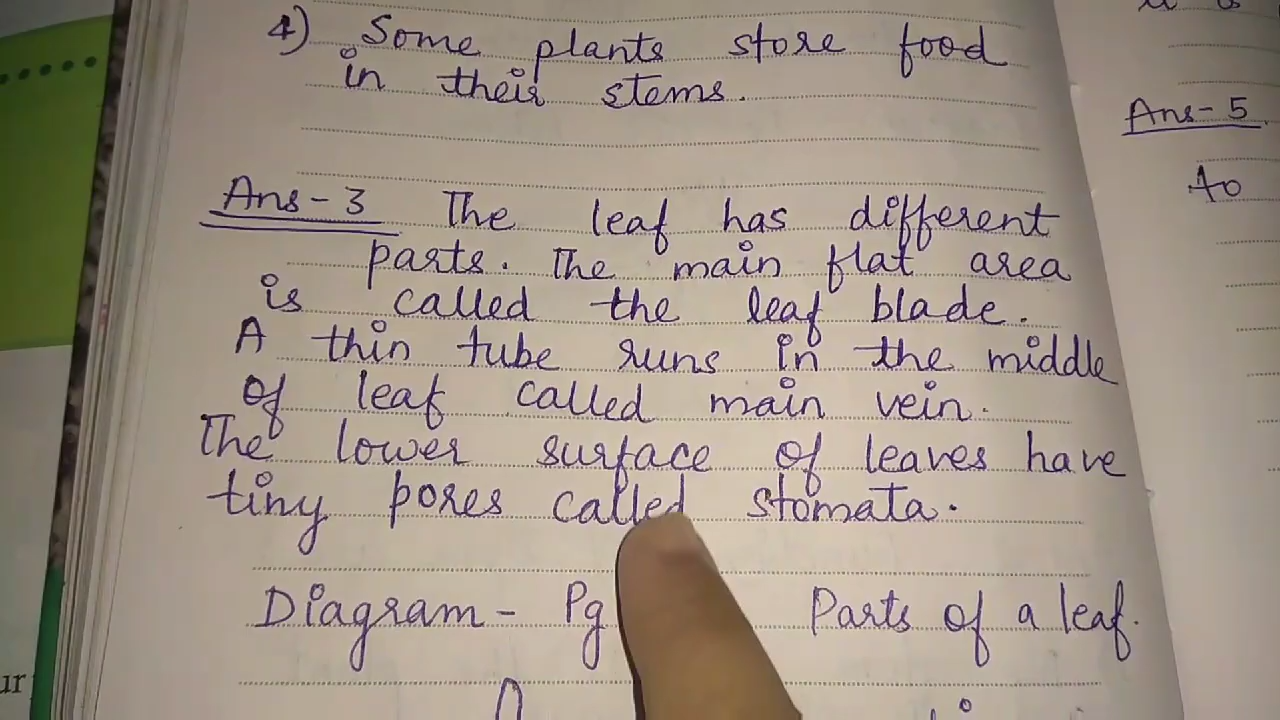 4) Some plants store food
in their stems.
Ans-3 The leaf has different
parts. The main flat area
is called the leaf blade.
A thin tube runs in the middle
of leaf called main vein.
The lower surface of leaves have
tiny pores called stomata.
Diagram - Pg Parts of a leaf.
Ans-5
to
ur